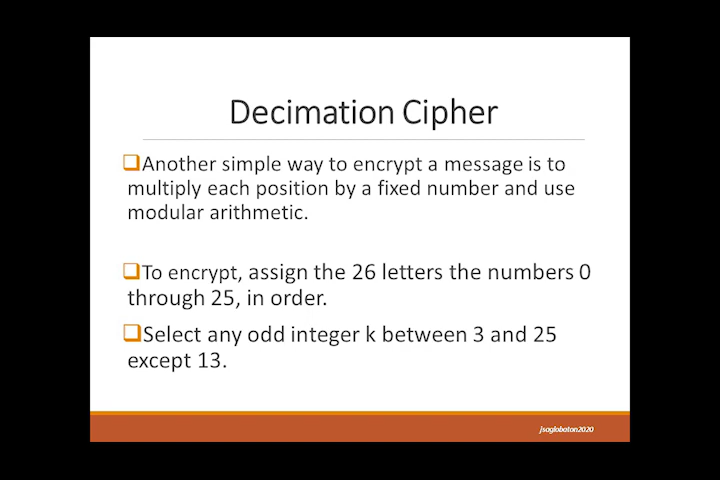 Decimation Cipher
❑Another simple way to encrypt a message is to
multiply each position by a fixed number and use
modular arithmetic.
❑To encrypt, assign the 26 letters the numbers 0
through 25, in order.
❑Select any odd integer k between 3 and 25
except 13.
jsaglobaton2020